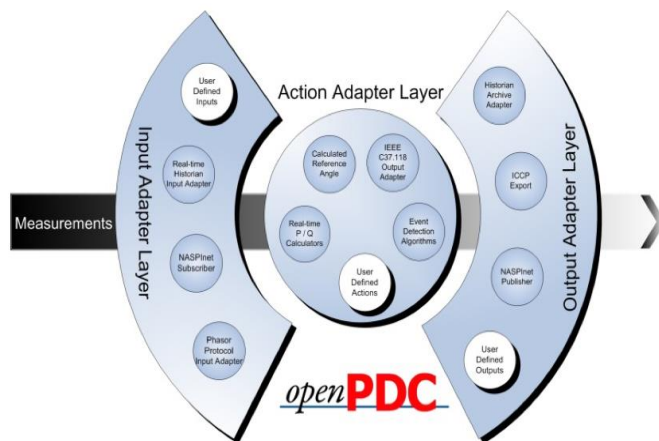 Measurements
Input Adapter Layer
User
Defined
Inputs
Real-time
Historian
Input Adapter
NASPInet
Subscriber
Phasor
Protocol
Input Adapter
Action Adapter Layer
Calculated
Reference
Angle
IEEE
C37.118
Output
Adapter
Real-time
P / Q
Calculators
Event
Detection
Algorithms
User
Defined
Actions
Output Adapter Layer
Historian
Archive
Adapter
ICCP
Export
NASPInet
Publisher
User
Defined
Outputs
openPDC